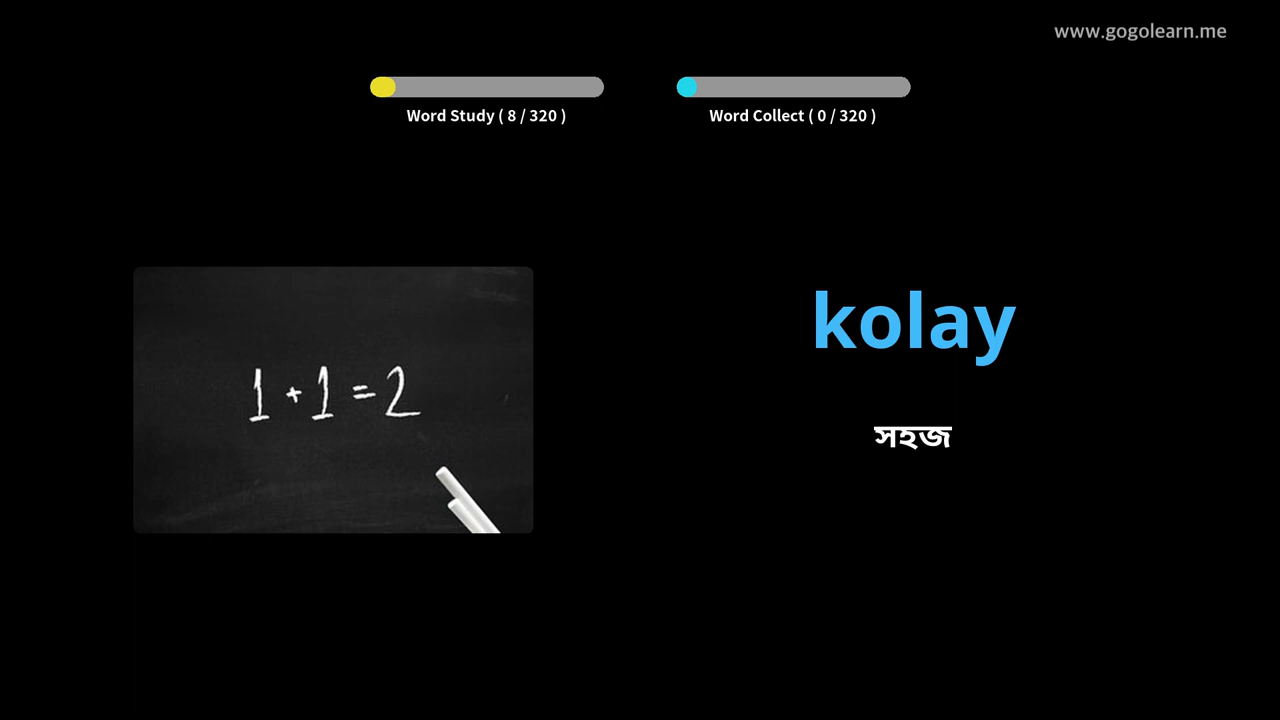 www.gogolearn.me
Word Study ( 8 / 320 )
Word Collect ( 0 / 320 )
1 + 1 = 2
kolay
সহজ